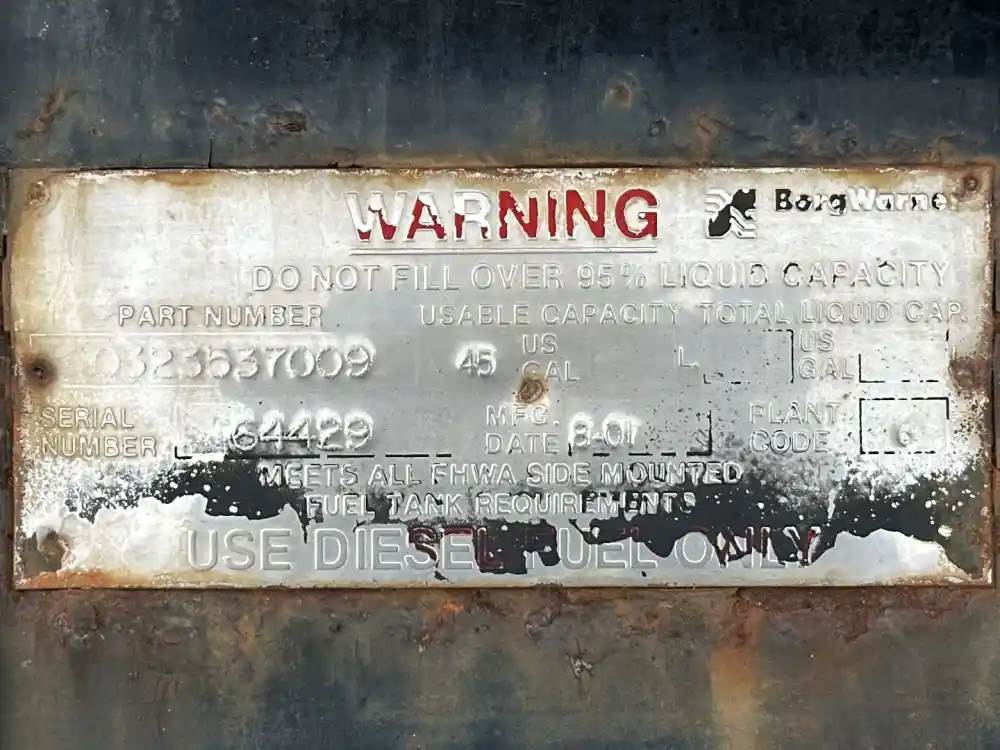 WARNING
BorgWarner
DO NOT FILL OVER 95% LIQUID CAPACITY
PART NUMBER USABLE CAPACITY TOTAL LIQUID CAP.
0323537009 45 US GAL L US GAL
SERIAL NUMBER 64429 MFG. DATE 8-01 PLANT CODE 6
MEETS ALL FHWA SIDE MOUNTED
FUEL TANK REQUIREMENTS
USE DIESEL FUEL ONLY